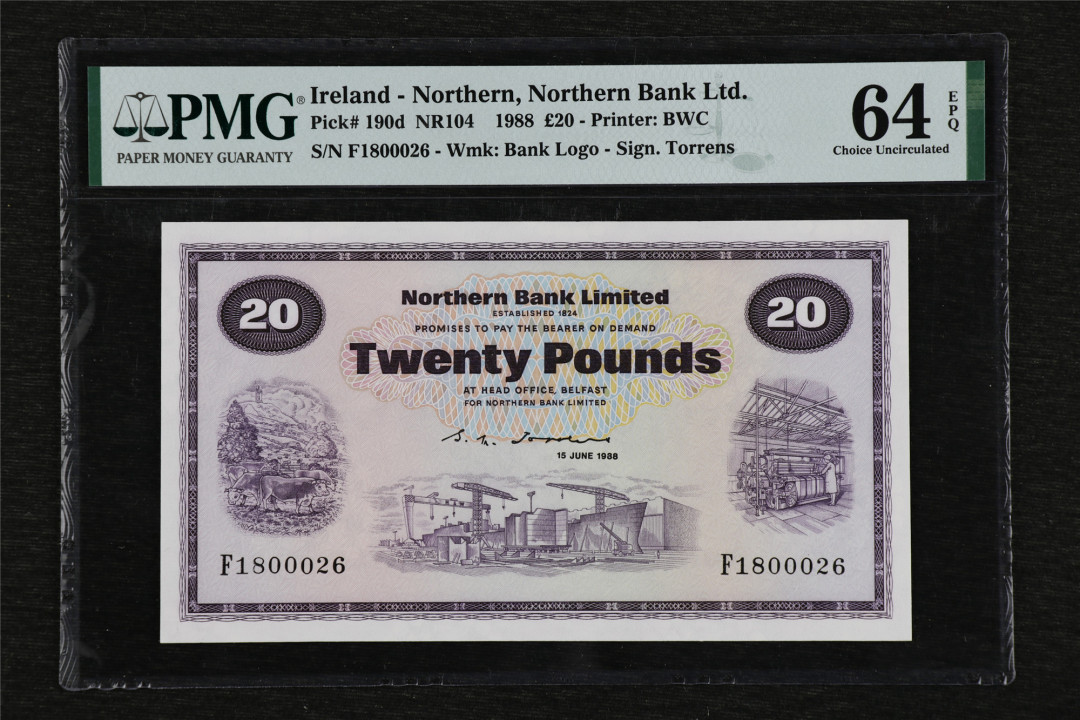 PMG®
PAPER MONEY GUARANTY
Ireland - Northern, Northern Bank Ltd.
Pick# 190d NR104 1988 £20 - Printer: BWC
S/N F1800026 - Wmk: Bank Logo - Sign. Torrens
64 EPQ
Choice Uncirculated
20
20
Northern Bank Limited
ESTABLISHED 1824
PROMISES TO PAY THE BEARER ON DEMAND
Twenty Pounds
AT HEAD OFFICE, BELFAST
FOR NORTHERN BANK LIMITED
15 JUNE 1988
F1800026
F1800026